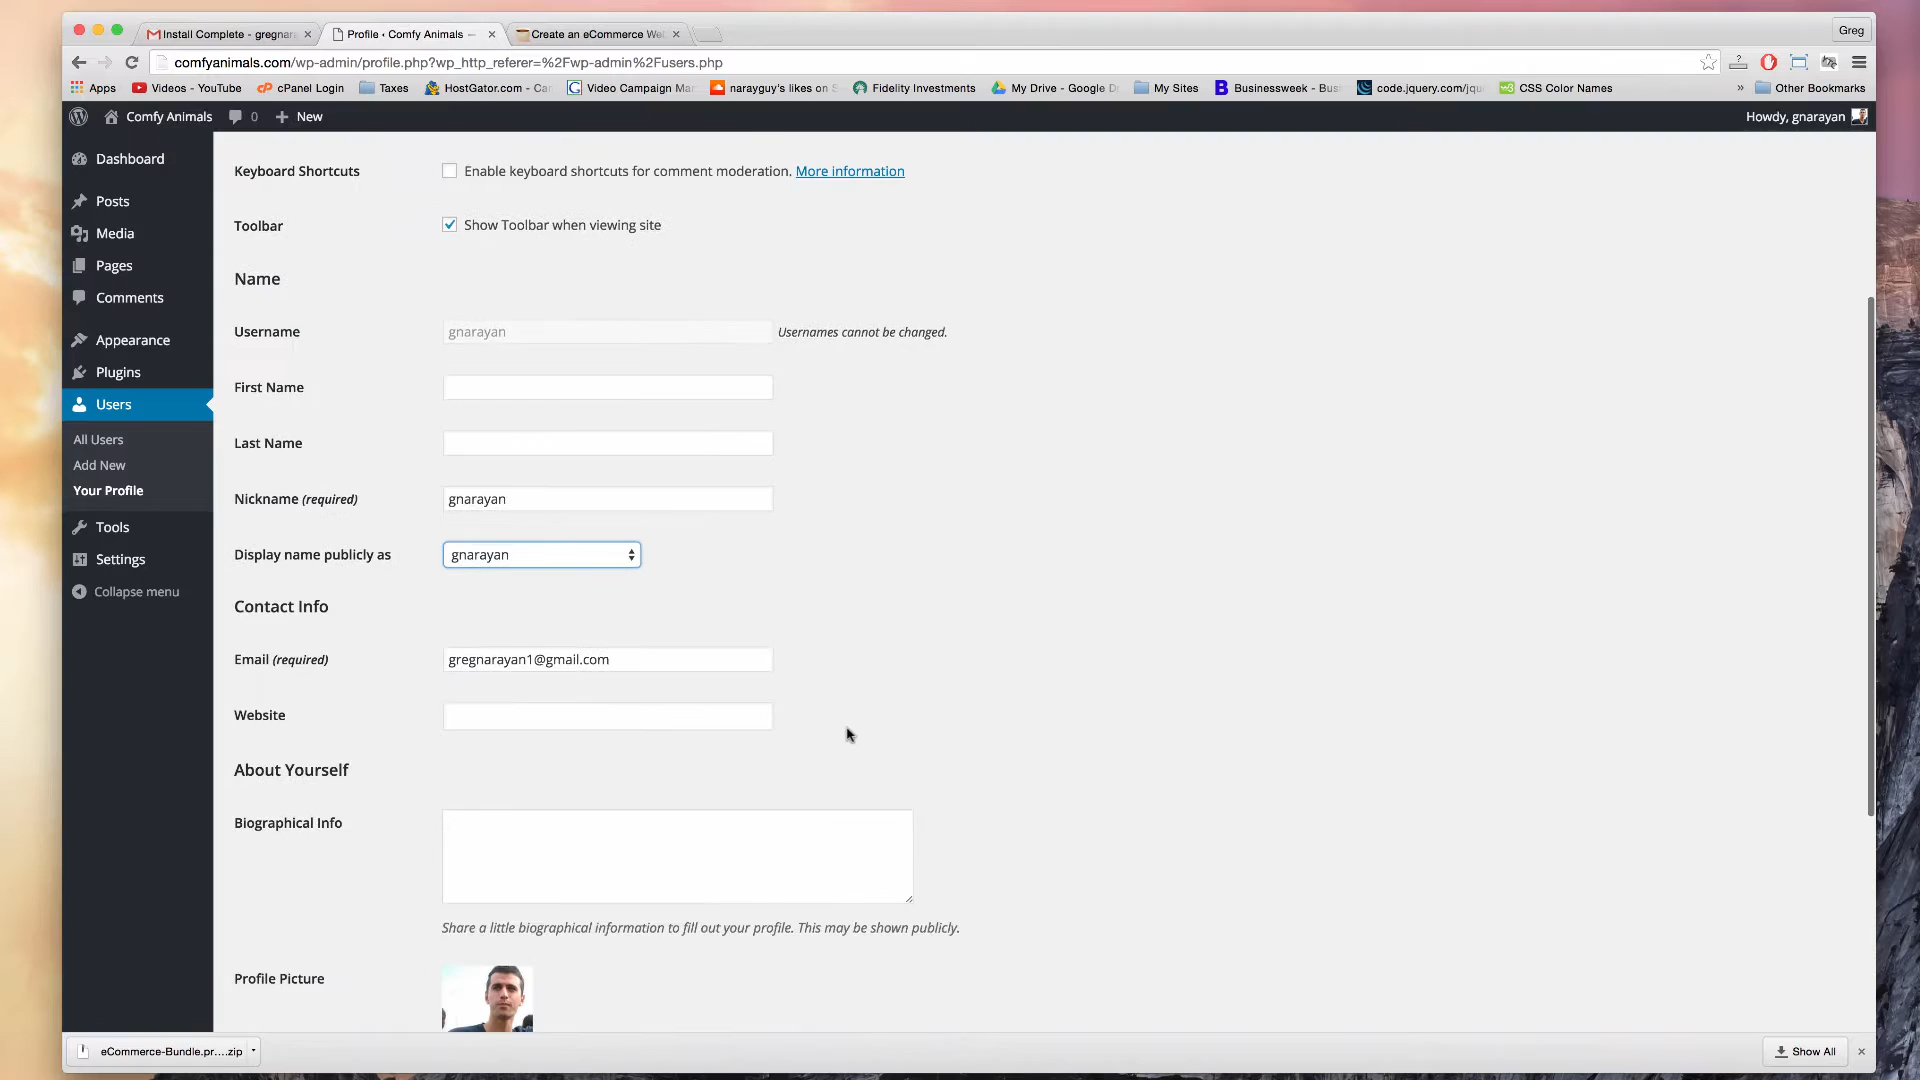 Install Complete - gregnar
Profile ‹ Comfy Animals —
Create an eCommerce We
Greg
comfyanimals.com/wp-admin/profile.php?wp_http_referer=%2Fwp-admin%2Fusers.php
Apps
Videos - YouTube
cPanel Login
Taxes
HostGator.com - Ca
Video Campaign Ma
narayguy's likes on S
Fidelity Investments
My Drive - Google D
My Sites
Businessweek - Bus
code.jquery.com/jqu
CSS Color Names
»
Other Bookmarks
Comfy Animals
0
+ New
Howdy, gnarayan
Dashboard
Posts
Media
Pages
Comments
Appearance
Plugins
Users
All Users
Add New
Your Profile
Tools
Settings
Collapse menu
Keyboard Shortcuts
Enable keyboard shortcuts for comment moderation. More information
Toolbar
Show Toolbar when viewing site
Name
Username
gnarayan
Usernames cannot be changed.
First Name
Last Name
Nickname (required)
gnarayan
Display name publicly as
gnarayan
Contact Info
Email (required)
gregnarayan1@gmail.com
Website
About Yourself
Biographical Info
Share a little biographical information to fill out your profile. This may be shown publicly.
Profile Picture
eCommerce-Bundle.pr....zip
Show All